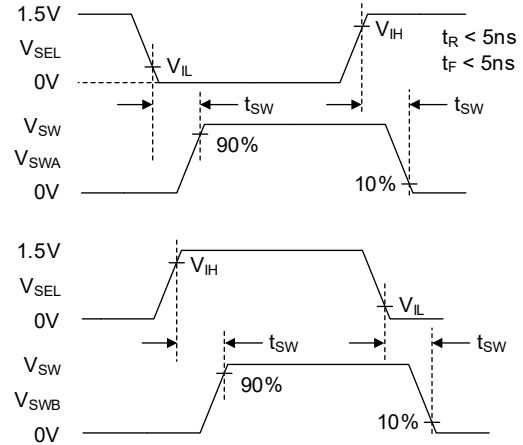 1.5V
V_IH
t_R < 5ns
V_SEL
V_IL
t_F < 5ns
0V
t_SW
t_SW
V_SW
90%
V_SWA
10%
0V
1.5V
V_IH
V_SEL
V_IL
0V
t_SW
t_SW
V_SW
90%
V_SWB
10%
0V